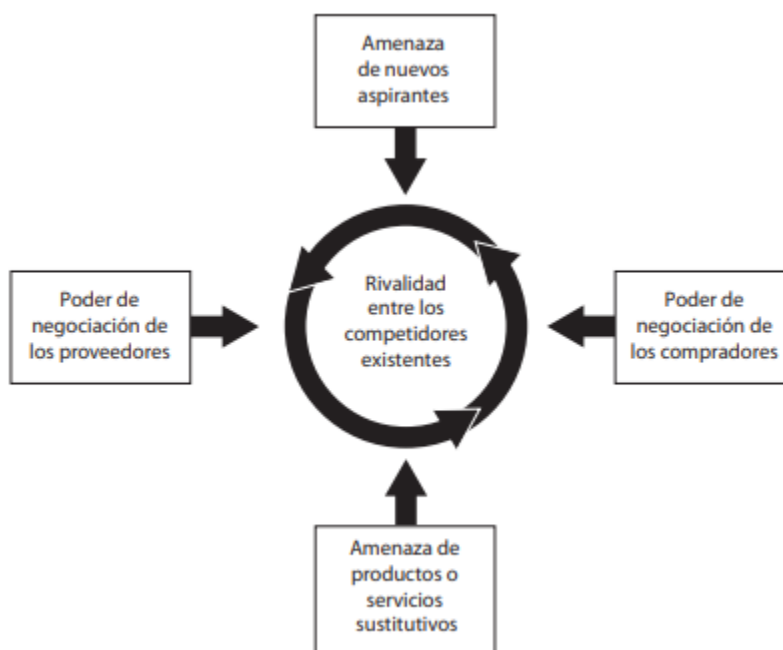 Amenaza
de nuevos
aspirantes
Poder de
negociación de
los proveedores
Rivalidad
entre los
competidores
existentes
Poder de
negociación de
los compradores
Amenaza de
productos o
servicios
sustitutivos